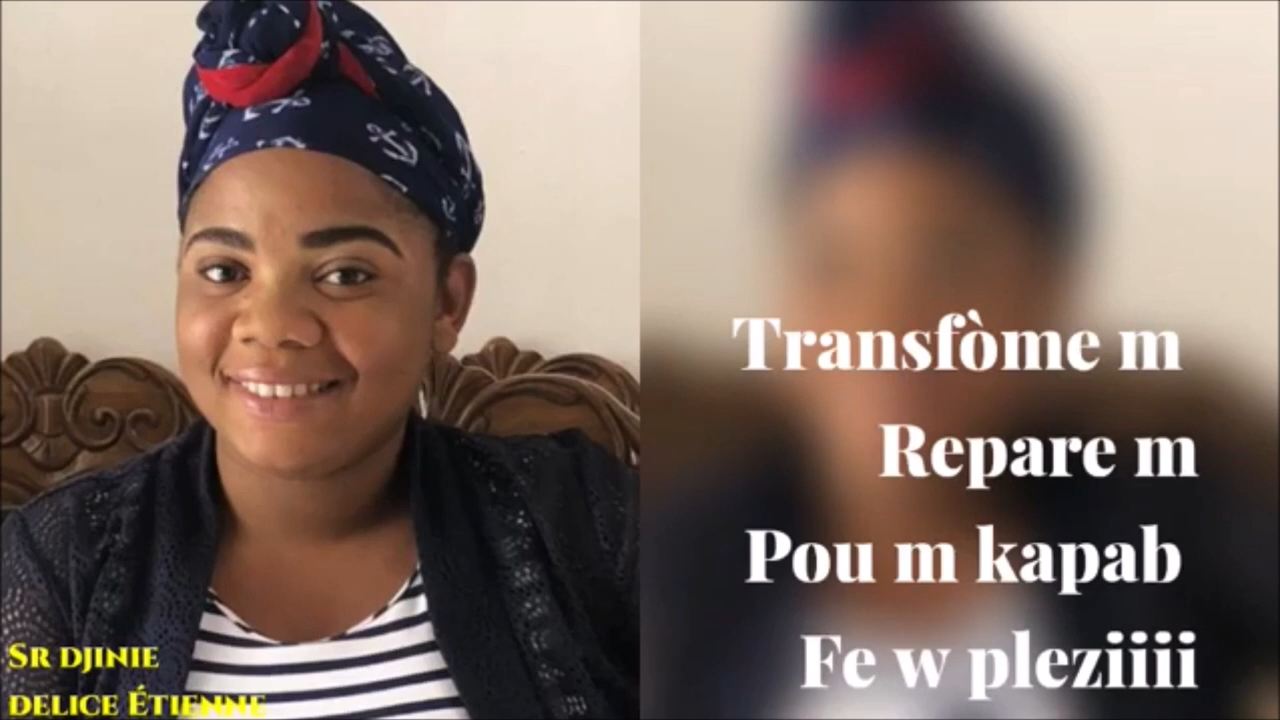 Transfòme m
Repare m
Pou m kapab
Fe w pleziiii
SR DJINIE
DELICE ÉTIENNE